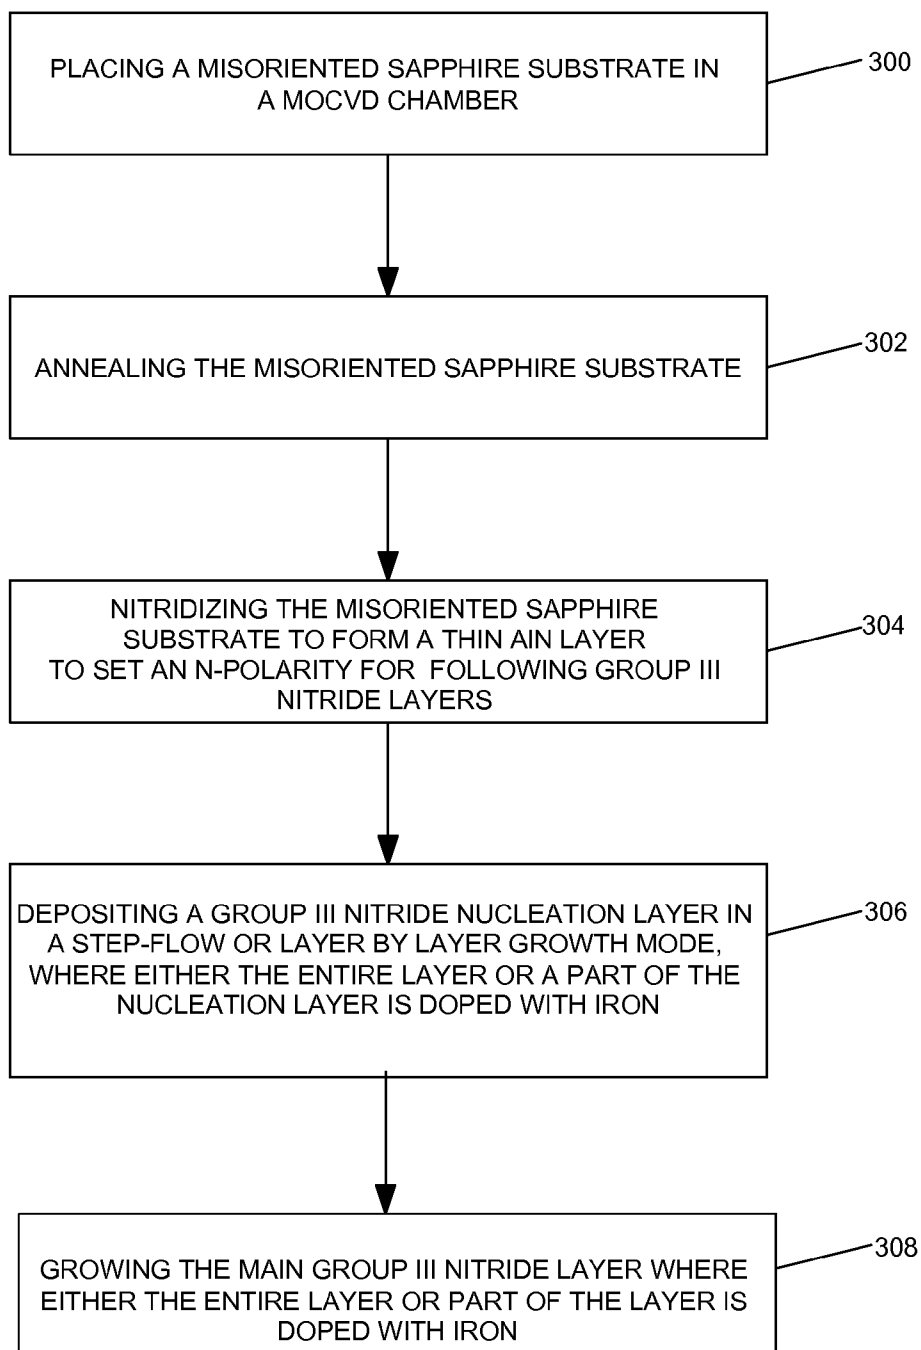 PLACING A MISORIENTED SAPPHIRE SUBSTRATE IN
A MOCVD CHAMBER
300
ANNEALING THE MISORIENTED SAPPHIRE SUBSTRATE
302
NITRIDIZING THE MISORIENTED SAPPHIRE
SUBSTRATE TO FORM A THIN AIN LAYER
TO SET AN N-POLARITY FOR FOLLOWING GROUP III
NITRIDE LAYERS
304
DEPOSITING A GROUP III NITRIDE NUCLEATION LAYER IN
A STEP-FLOW OR LAYER BY LAYER GROWTH MODE,
WHERE EITHER THE ENTIRE LAYER OR A PART OF THE
NUCLEATION LAYER IS DOPED WITH IRON
306
GROWING THE MAIN GROUP III NITRIDE LAYER WHERE
EITHER THE ENTIRE LAYER OR PART OF THE LAYER IS
DOPED WITH IRON
308